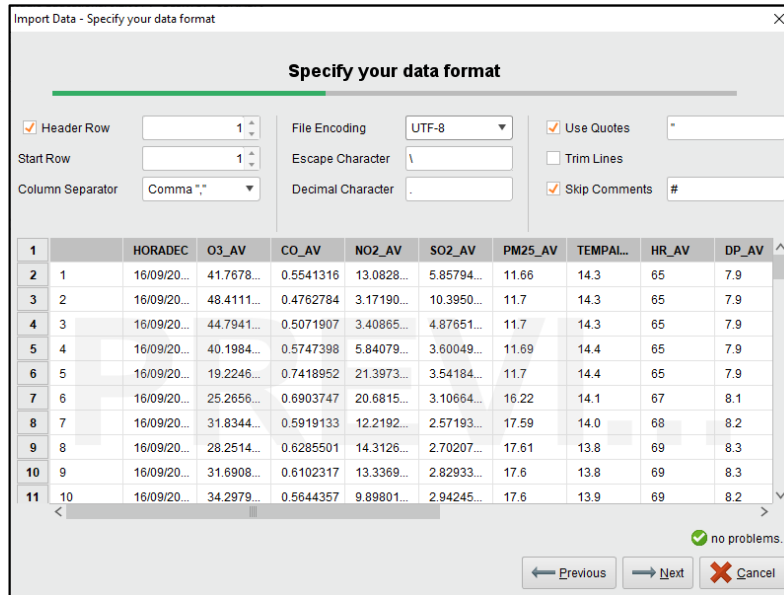 Import Data - Specify your data format
Specify your data format
Header Row 1 File Encoding UTF-8 Use Quotes "
Start Row 1 Escape Character \ Trim Lines
Column Separator Comma "," Decimal Character . Skip Comments #
1 HORADEC O3_AV CO_AV NO2_AV SO2_AV PM25_AV TEMPAI... HR_AV DP_AV
2 1 16/09/20... 41.7678... 0.5541316 13.0828... 5.85794... 11.66 14.3 65 7.9
3 2 16/09/20... 48.4111... 0.4762784 3.17190... 10.3950... 11.7 14.3 65 7.9
4 3 16/09/20... 44.7941... 0.5071907 3.40865... 4.87651... 11.7 14.4 65 7.9
5 4 16/09/20... 40.1984... 0.5747398 5.84079... 3.60049... 11.69 14.4 65 7.9
6 5 16/09/20... 19.2246... 0.7418952 21.3973... 3.54184... 11.7 14.4 65 7.9
7 6 16/09/20... 25.2656... 0.6903747 20.6815... 3.10664... 16.22 14.1 67 8.1
8 7 16/09/20... 31.8344... 0.5919133 12.2192... 2.57193... 17.59 14.0 68 8.2
9 8 16/09/20... 28.2514... 0.6285501 14.3126... 2.70207... 17.61 13.8 69 8.3
10 9 16/09/20... 31.6908... 0.6102317 13.3369... 2.82933... 17.6 13.8 69 8.3
11 10 16/09/20... 34.2979... 0.5644357 9.89801... 2.94245... 17.6 13.9 69 8.2
PREVI...
no problems.
Previous Next Cancel